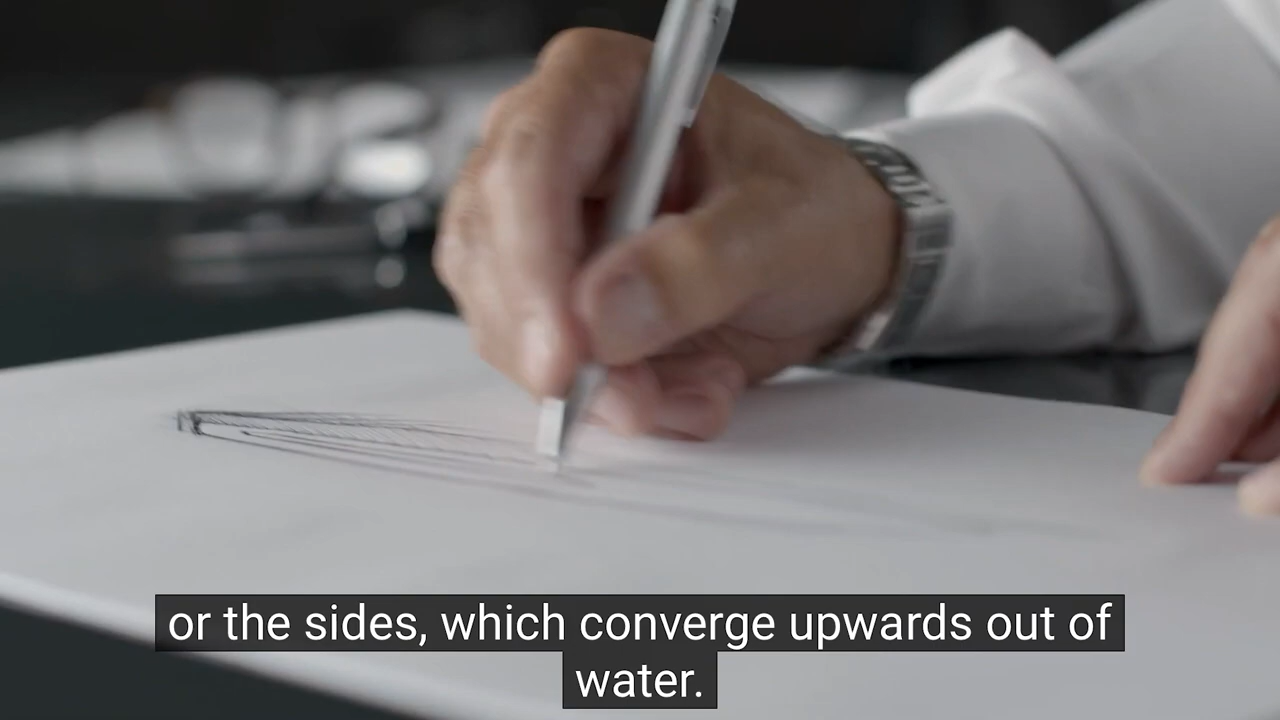 or the sides, which converge upwards out of
water.